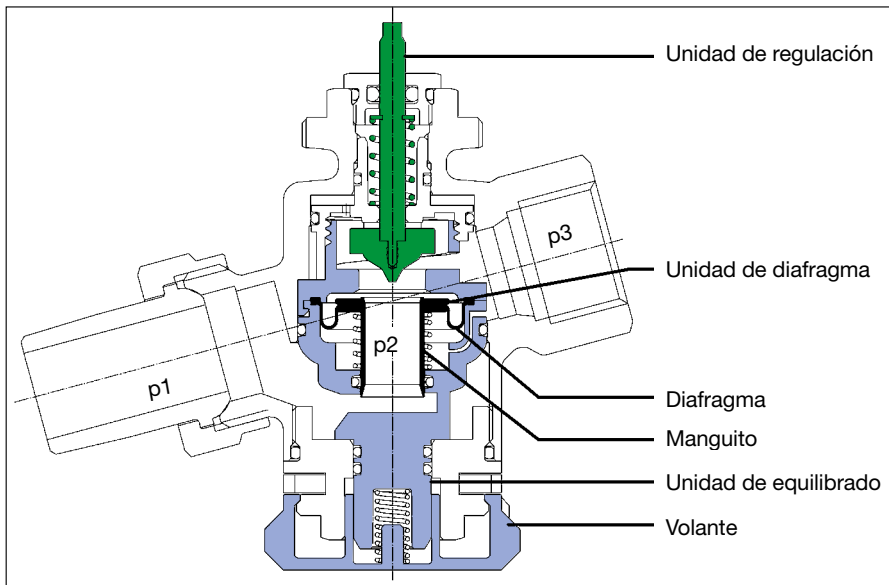 Unidad de regulación
p3
Unidad de diafragma
p2
p1
Diafragma
Manguito
Unidad de equilibrado
Volante